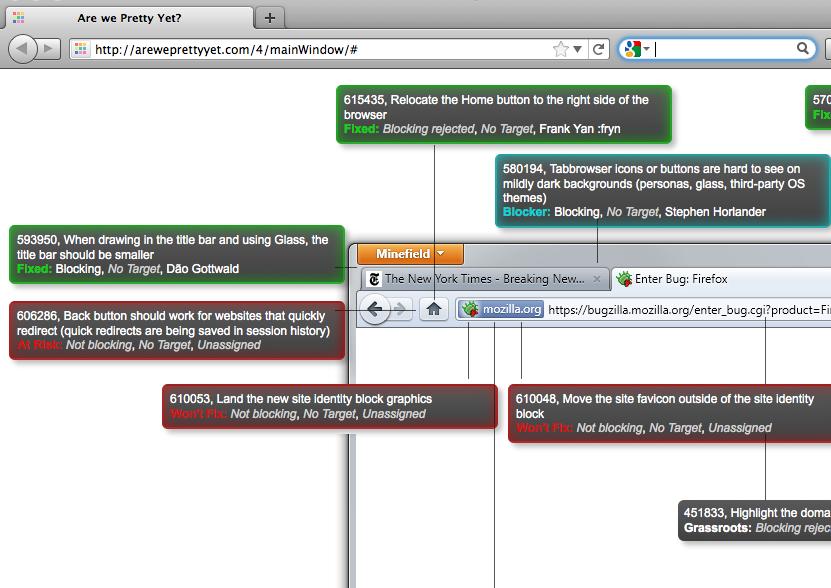 Are we Pretty Yet?
http://areweprettyyet.com/4/mainWindow/#
615435, Relocate the Home button to the right side of the
browser
Fixed: Blocking rejected, No Target, Frank Yan :fryn
570
Fix
580194, Tabbrowser icons or buttons are hard to see on
mildly dark backgrounds (personas, glass, third-party OS
themes)
Blocker: Blocking, No Target, Stephen Horlander
593950, When drawing in the title bar and using Glass, the
title bar should be smaller
Fixed: Blocking, No Target, Dão Gottwald
Minefield
The New York Times - Breaking New...
Enter Bug: Firefox
606286, Back button should work for websites that quickly
redirect (quick redirects are being saved in session history)
At Risk: Not blocking, No Target, Unassigned
mozilla.org
https://bugzilla.mozilla.org/enter_bug.cgi?product=Fi
610053, Land the new site identity block graphics
Won't Fix: Not blocking, No Target, Unassigned
610048, Move the site favicon outside of the site identity
block
Won't Fix: Not blocking, No Target, Unassigned
451833, Highlight the doma
Grassroots: Blocking rejec